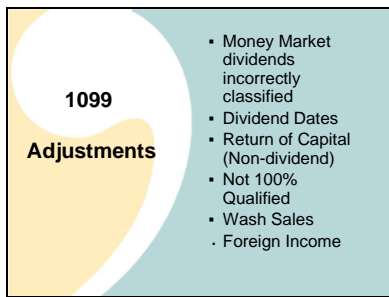 1099
Adjustments
▪ Money Market
dividends
incorrectly
classified
▪ Dividend Dates
▪ Return of Capital
(Non-dividend)
▪ Not 100%
Qualified
▪ Wash Sales
▪ Foreign Income